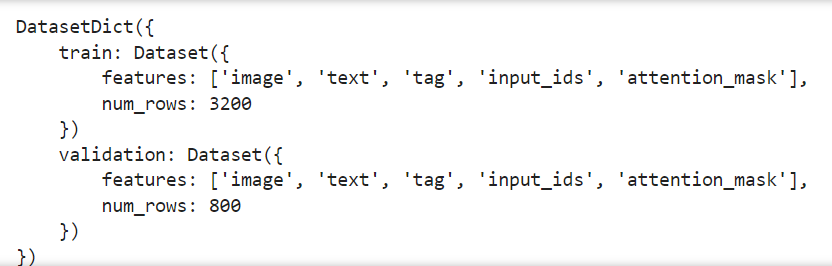 DatasetDict({
    train: Dataset({
        features: ['image', 'text', 'tag', 'input_ids', 'attention_mask'],
        num_rows: 3200
    })
    validation: Dataset({
        features: ['image', 'text', 'tag', 'input_ids', 'attention_mask'],
        num_rows: 800
    })
})